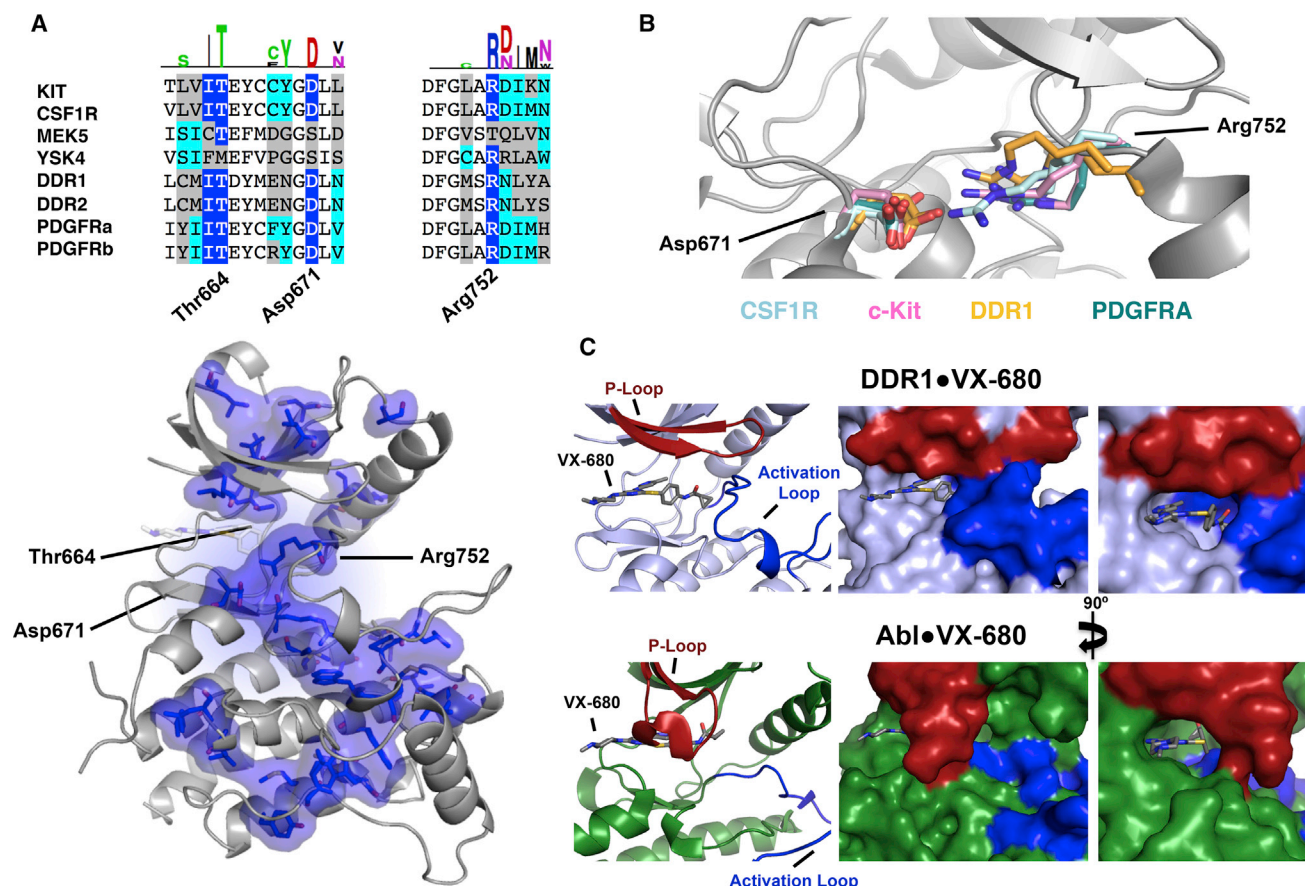 A
S I T C Y D V N
G R D N I M N W
KIT TLVITEYCCYGDLL DFGLARDIKN
CSF1R VLVITEYCCYGDLL DFGLARDIMN
MEK5 ISICTEFMDGGSLD DFGVSTQLVN
YSK4 VSIFMEFVPGGSIS DFGCARRLAW
DDR1 LCMITDYMENGDLN DFGMSRNLYA
DDR2 LCMITDYMENGDLN DFGMSRNLYS
PDGFRa IYIITEYCFYGDLV DFGLARDIMH
PDGFRb IYIITEYCRYGDLV DFGLARDIMR
Thr664 Asp671 Arg752
Thr664
Arg752
Asp671
B
Arg752
Asp671
CSF1R c-Kit DDR1 PDGFRA
C
DDR1●VX-680
P-Loop
VX-680
Activation
Loop
90º
Abl●VX-680
P-Loop
VX-680
Activation Loop